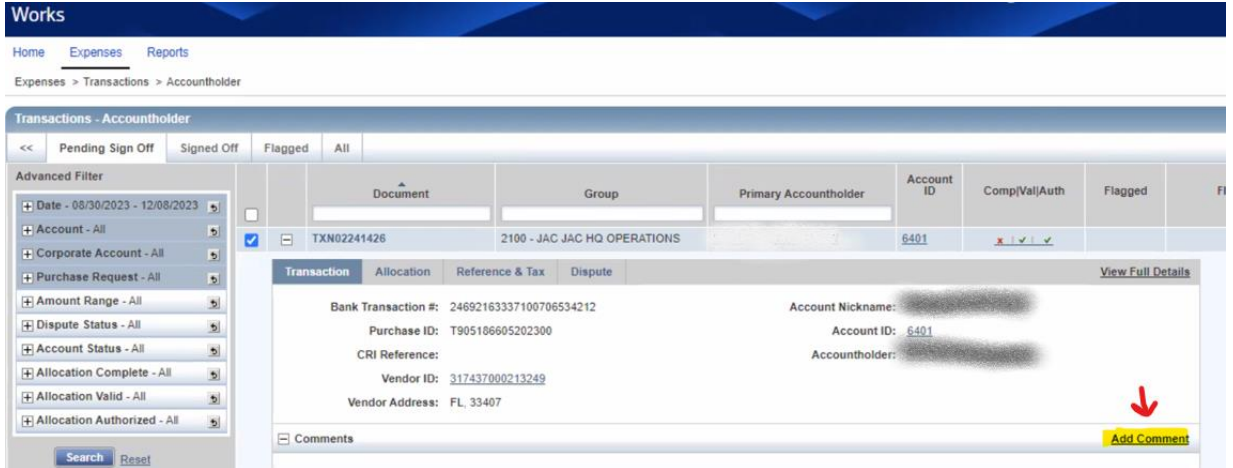 Works
Home Expenses Reports
Expenses > Transactions > Accountholder
Transactions - Accountholder
<< Pending Sign Off Signed Off Flagged All
Advanced Filter
Date - 08/30/2023 - 12/08/2023
Account - All
Corporate Account - All
Purchase Request - All
Amount Range - All
Dispute Status - All
Account Status - All
Allocation Complete - All
Allocation Valid - All
Allocation Authorized - All
Search Reset
Document Group Primary Accountholder Account ID Comp|Val|Auth Flagged
TXN02241426 2100 - JAC JAC HQ OPERATIONS 6401 x | ✓ | ✓
Transaction Allocation Reference & Tax Dispute View Full Details
Bank Transaction #: 24692163337100706534212 Account Nickname:
Purchase ID: T905186605202300 Account ID: 6401
CRI Reference: Accountholder:
Vendor ID: 317437000213249
Vendor Address: FL, 33407
Comments Add Comment